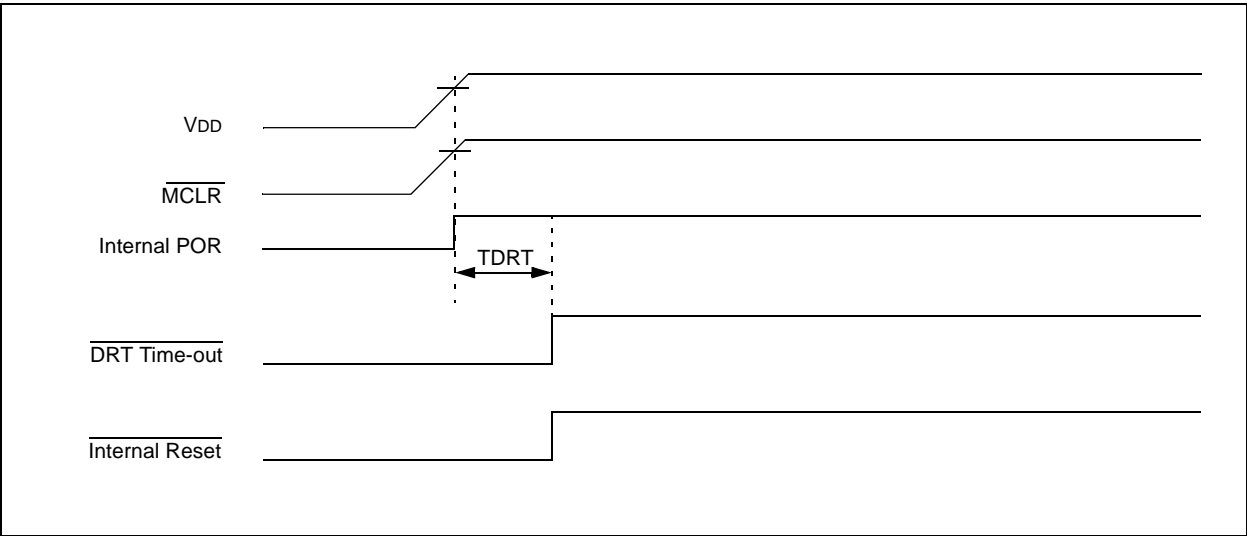 VDD
MCLR
Internal POR
TDRT
DRT Time-out
Internal Reset